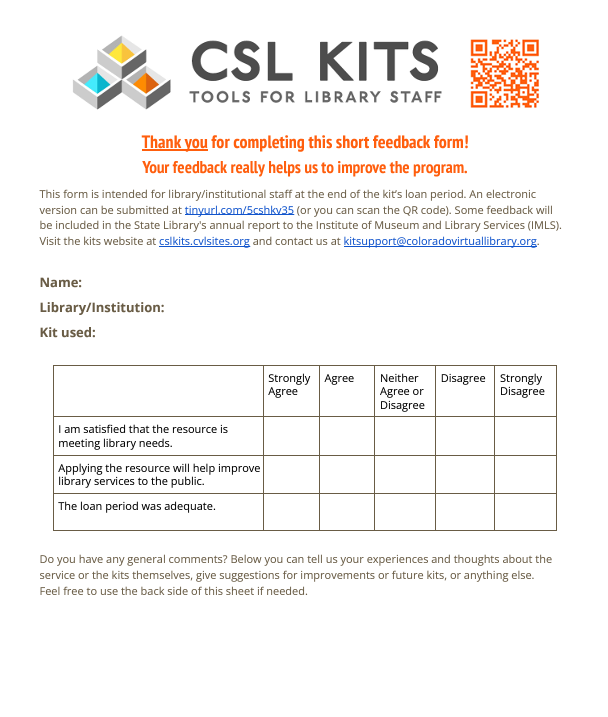 CSL KITS
TOOLS FOR LIBRARY STAFF
Thank you for completing this short feedback form!
Your feedback really helps us to improve the program.
This form is intended for library/institutional staff at the end of the kit's loan period. An electronic
version can be submitted at tinyurl.com/5cshkv35 (or you can scan the QR code). Some feedback will
be included in the State Library's annual report to the Institute of Museum and Library Services (IMLS).
Visit the kits website at cslkits.cvlsites.org and contact us at kitsupport@coloradovirtuallibrary.org.
Name:
Library/Institution:
Kit used:
Strongly Agree Agree Neither Agree or Disagree Disagree Strongly Disagree
I am satisfied that the resource is
meeting library needs.
Applying the resource will help improve
library services to the public.
The loan period was adequate.
Do you have any general comments? Below you can tell us your experiences and thoughts about the
service or the kits themselves, give suggestions for improvements or future kits, or anything else.
Feel free to use the back side of this sheet if needed.